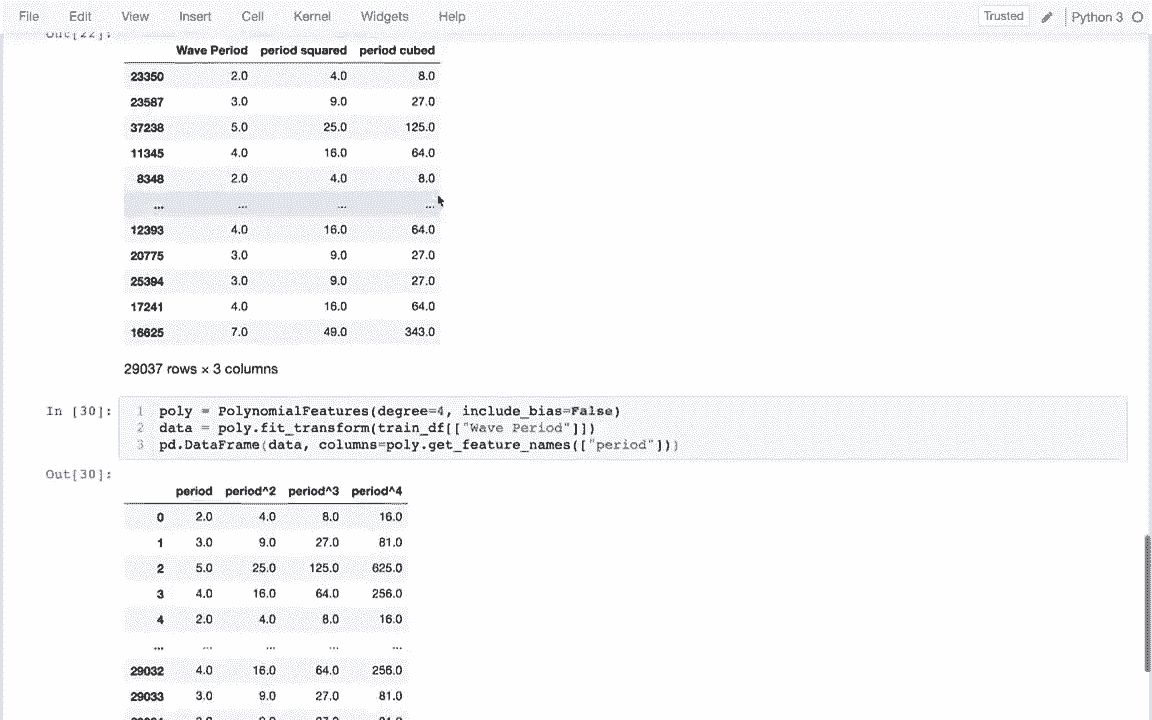 File Edit View Insert Cell Kernel Widgets Help Trusted Python 3
Out[22]:
Wave Period period squared period cubed
23350 2.0 4.0 8.0
23587 3.0 9.0 27.0
37238 5.0 25.0 125.0
11345 4.0 16.0 64.0
8348 2.0 4.0 8.0
... ... ... ...
12393 4.0 16.0 64.0
20775 3.0 9.0 27.0
25394 3.0 9.0 27.0
17241 4.0 16.0 64.0
16625 7.0 49.0 343.0
29037 rows × 3 columns
In [30]: 1 poly = PolynomialFeatures(degree=4, include_bias=False)
2 data = poly.fit_transform(train_df[["Wave Period"]])
3 pd.DataFrame(data, columns=poly.get_feature_names(["period"]))
Out[30]:
period period^2 period^3 period^4
0 2.0 4.0 8.0 16.0
1 3.0 9.0 27.0 81.0
2 5.0 25.0 125.0 625.0
3 4.0 16.0 64.0 256.0
4 2.0 4.0 8.0 16.0
... ... ... ... ...
29032 4.0 16.0 64.0 256.0
29033 3.0 9.0 27.0 81.0